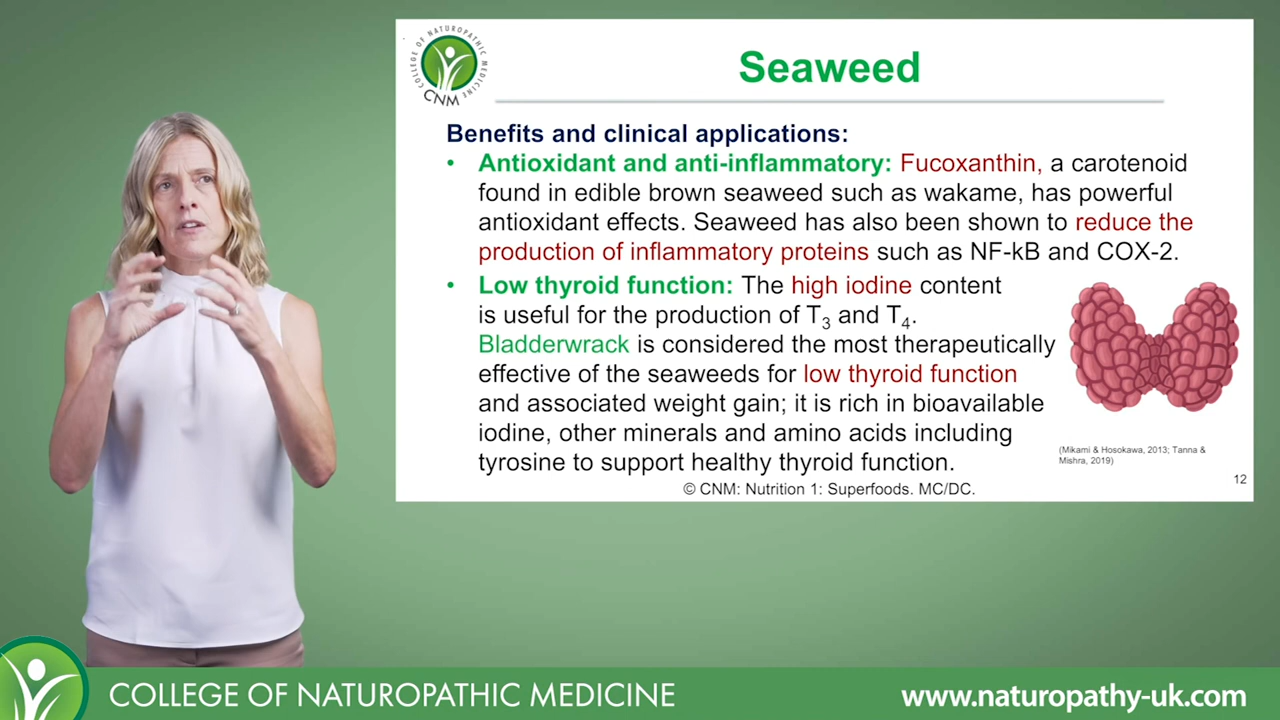 COLLEGE OF NATUROPATHIC MEDICINE
CNM
Seaweed
Benefits and clinical applications:
• Antioxidant and anti-inflammatory: Fucoxanthin, a carotenoid
found in edible brown seaweed such as wakame, has powerful
antioxidant effects. Seaweed has also been shown to reduce the
production of inflammatory proteins such as NF-kB and COX-2.
• Low thyroid function: The high iodine content
is useful for the production of T3 and T4.
Bladderwrack is considered the most therapeutically
effective of the seaweeds for low thyroid function
and associated weight gain; it is rich in bioavailable
iodine, other minerals and amino acids including
tyrosine to support healthy thyroid function.
(Mikami & Hosokawa, 2013; Tanna &
Mishra, 2019)
© CNM: Nutrition 1: Superfoods. MC/DC.
12
COLLEGE OF NATUROPATHIC MEDICINE
www.naturopathy-uk.com